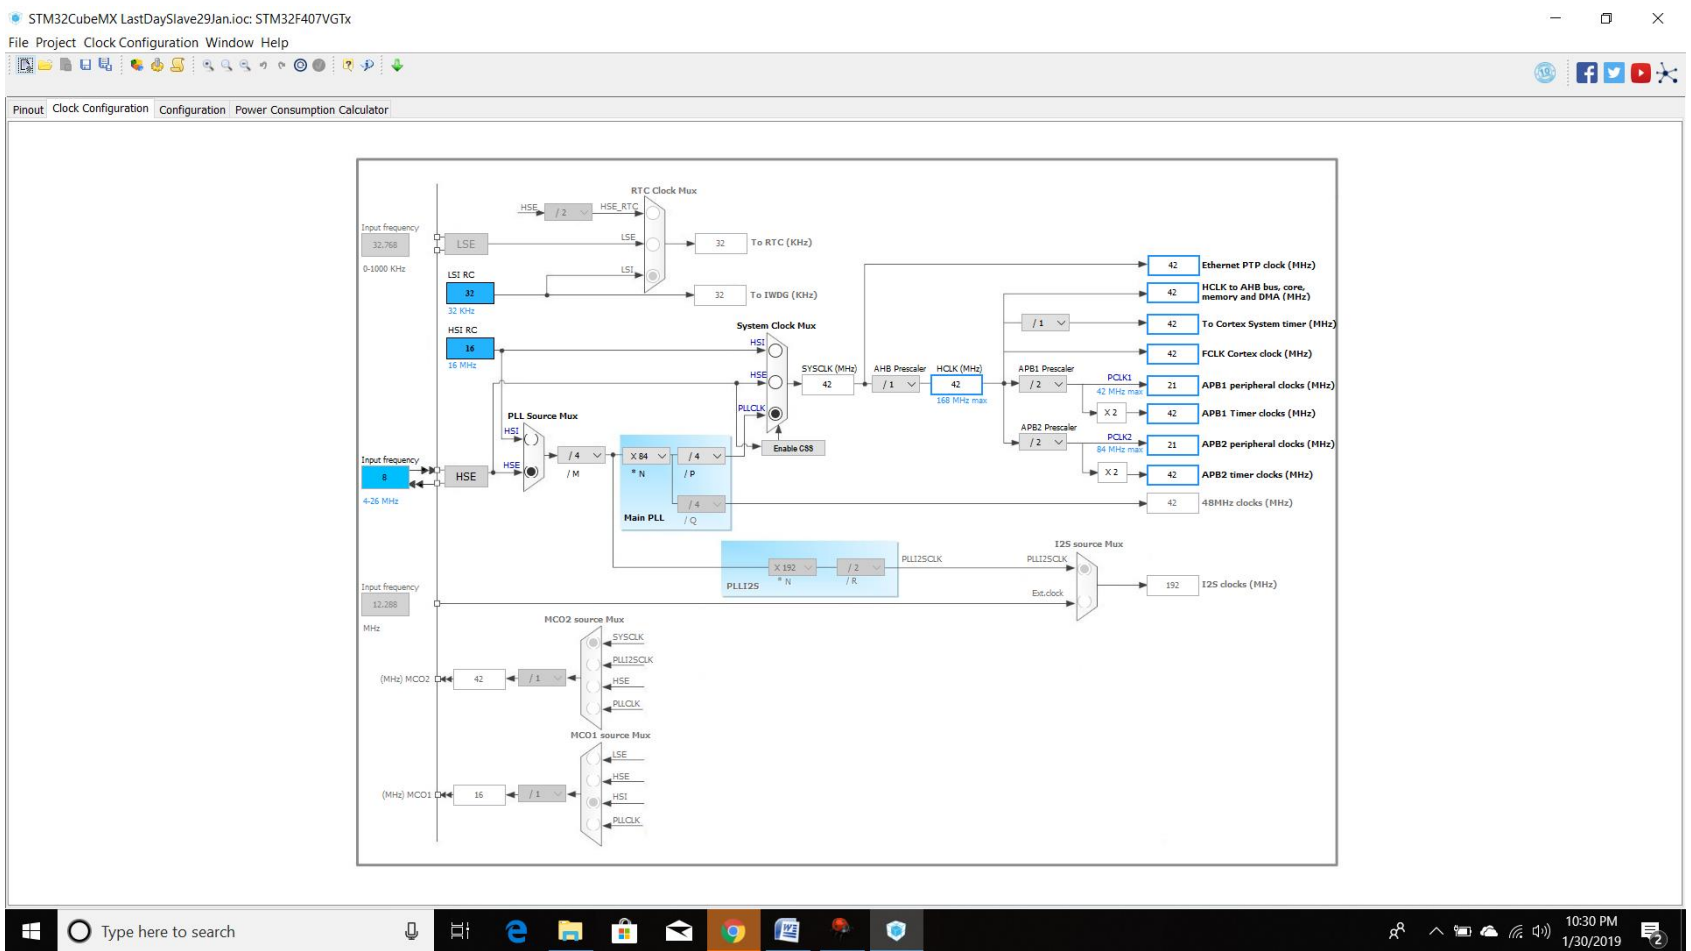 STM32CubeMX LastDaySlave29Jan.ioc: STM32F407VGTx
File Project Clock Configuration Window Help
Pinout Clock Configuration Configuration Power Consumption Calculator
RTC Clock Mux
HSE / 2 HSE_RTC
Input frequency
32.768
0-1000 KHz
LSE
LSE
32 To RTC (KHz)
LSI
LSI RC
32
32 KHz
32 To IWDG (KHz)
HSI RC
16
16 MHz
System Clock Mux
HSI
HSE
PLLCLK
SYSCLK (MHz)
42
AHB Prescaler
/ 1
HCLK (MHz)
42
168 MHz max
42 Ethernet PTP clock (MHz)
42 HCLK to AHB bus, core,
memory and DMA (MHz)
/ 1 42 To Cortex System timer (MHz)
42 FCLK Cortex clock (MHz)
APB1 Prescaler
/ 2
PCLK1
42 MHz max
21 APB1 peripheral clocks (MHz)
X 2 42 APB1 Timer clocks (MHz)
APB2 Prescaler
/ 2
PCLK2
84 MHz max
21 APB2 peripheral clocks (MHz)
X 2 42 APB2 timer clocks (MHz)
42 48MHz clocks (MHz)
PLL Source Mux
HSI
HSE
Input frequency
8
4-26 MHz
HSE
/ 4
/ M
X 84
* N
/ 4
/ P
Enable CSS
/ 4
/ Q
Main PLL
X 192
* N
/ 2
/ R
PLLI2S
PLLI2SCLK
I2S source Mux
PLLI2SCLK
Ext.clock
192 I2S clocks (MHz)
Input frequency
12.288
MHz
MCO2 source Mux
SYSCLK
PLLI2SCLK
HSE
PLLCLK
(MHz) MCO2 42 / 1
MCO1 source Mux
LSE
HSE
HSI
PLLCLK
(MHz) MCO1 16 / 1
Type here to search
10:30 PM
1/30/2019
2